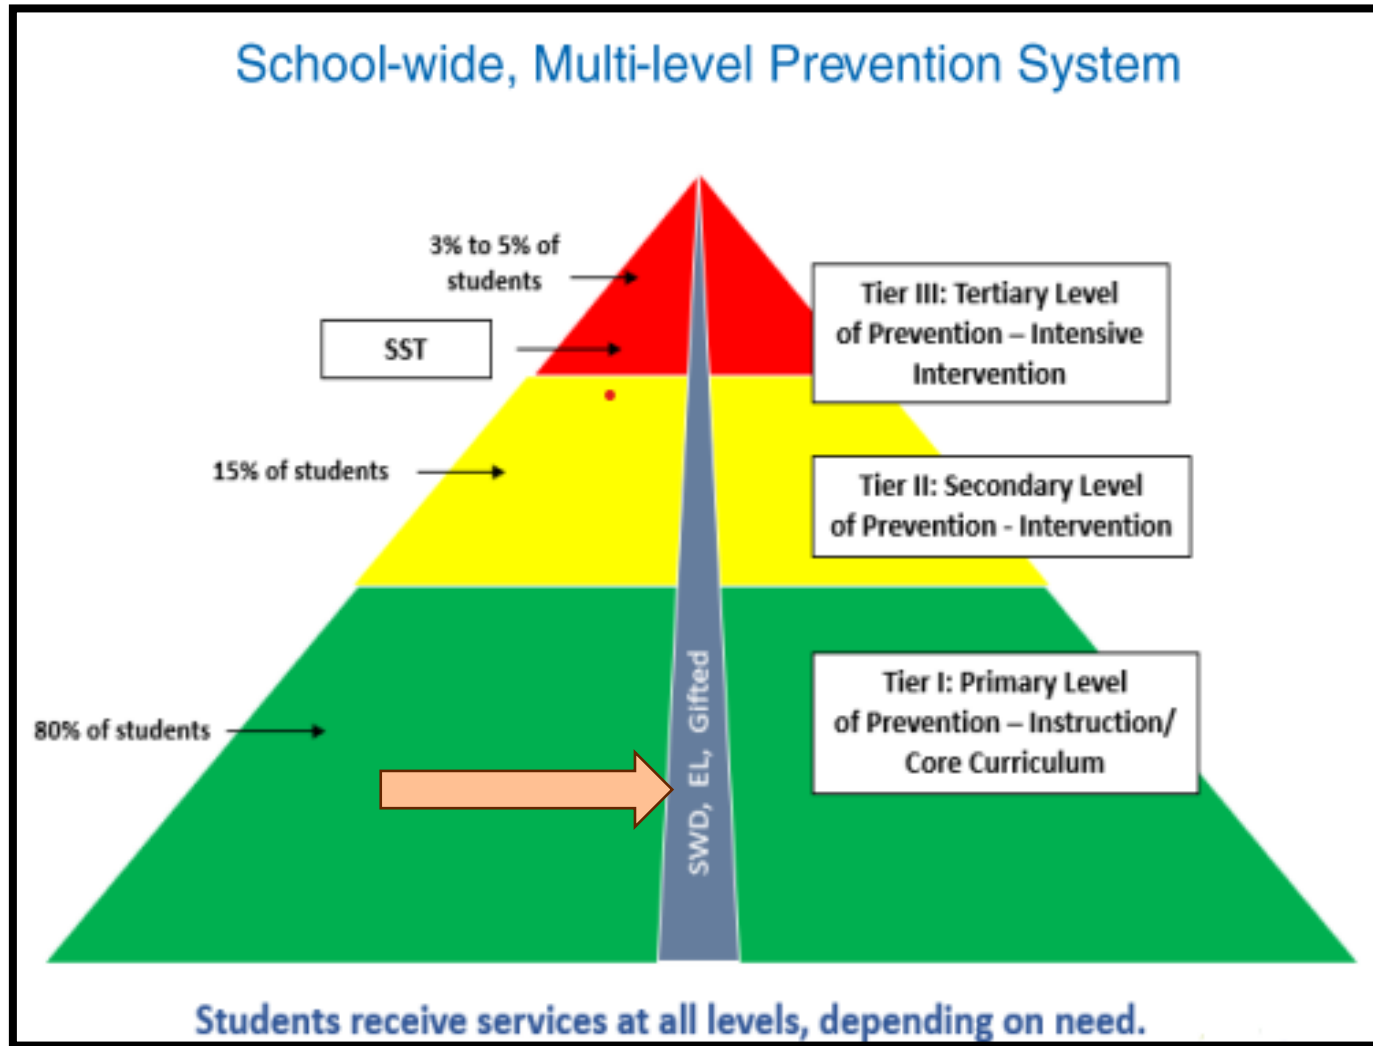 School-wide, Multi-level Prevention System
3% to 5% of
students
SST
15% of students
80% of students
Tier III: Tertiary Level
of Prevention – Intensive
Intervention
Tier II: Secondary Level
of Prevention - Intervention
Tier I: Primary Level
of Prevention – Instruction/
Core Curriculum
SWD, EL, Gifted
Students receive services at all levels, depending on need.